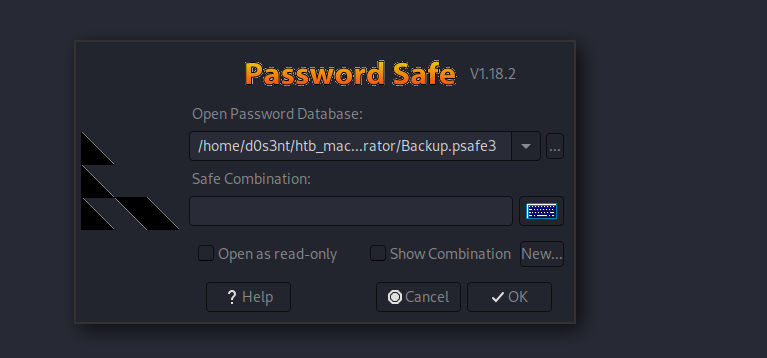 Password Safe V1.18.2
Open Password Database:
/home/d0s3nt/htb_mac...rator/Backup.psafe3 ...
Safe Combination:
Open as read-only Show Combination New...
? Help Cancel OK